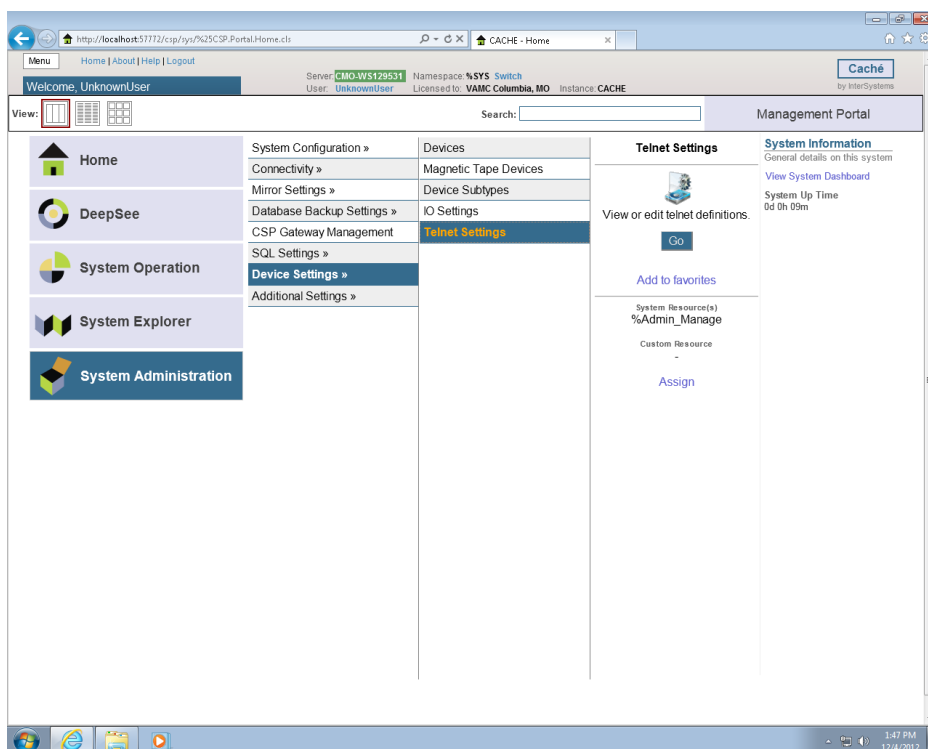 http://localhost:57772/csp/sys/%25CSP.Portal.Home.cls
CACHE - Home
Menu
Home | About | Help | Logout
Server: CMO-WS129531 Namespace: %SYS Switch
User: UnknownUser Licensed to: VAMC Columbia, MO Instance: CACHE
Caché
by InterSystems
Welcome, UnknownUser
View:
Search:
Management Portal
Home
DeepSee
System Operation
System Explorer
System Administration
System Configuration »
Connectivity »
Mirror Settings »
Database Backup Settings »
CSP Gateway Management
SQL Settings »
Device Settings »
Additional Settings »
Devices
Magnetic Tape Devices
Device Subtypes
IO Settings
Telnet Settings
Telnet Settings
View or edit telnet definitions.
Go
Add to favorites
System Resource(s)
%Admin_Manage
Custom Resource
-
Assign
System Information
General details on this system
View System Dashboard
System Up Time
0d 0h 09m
1:47 PM
12/4/2012